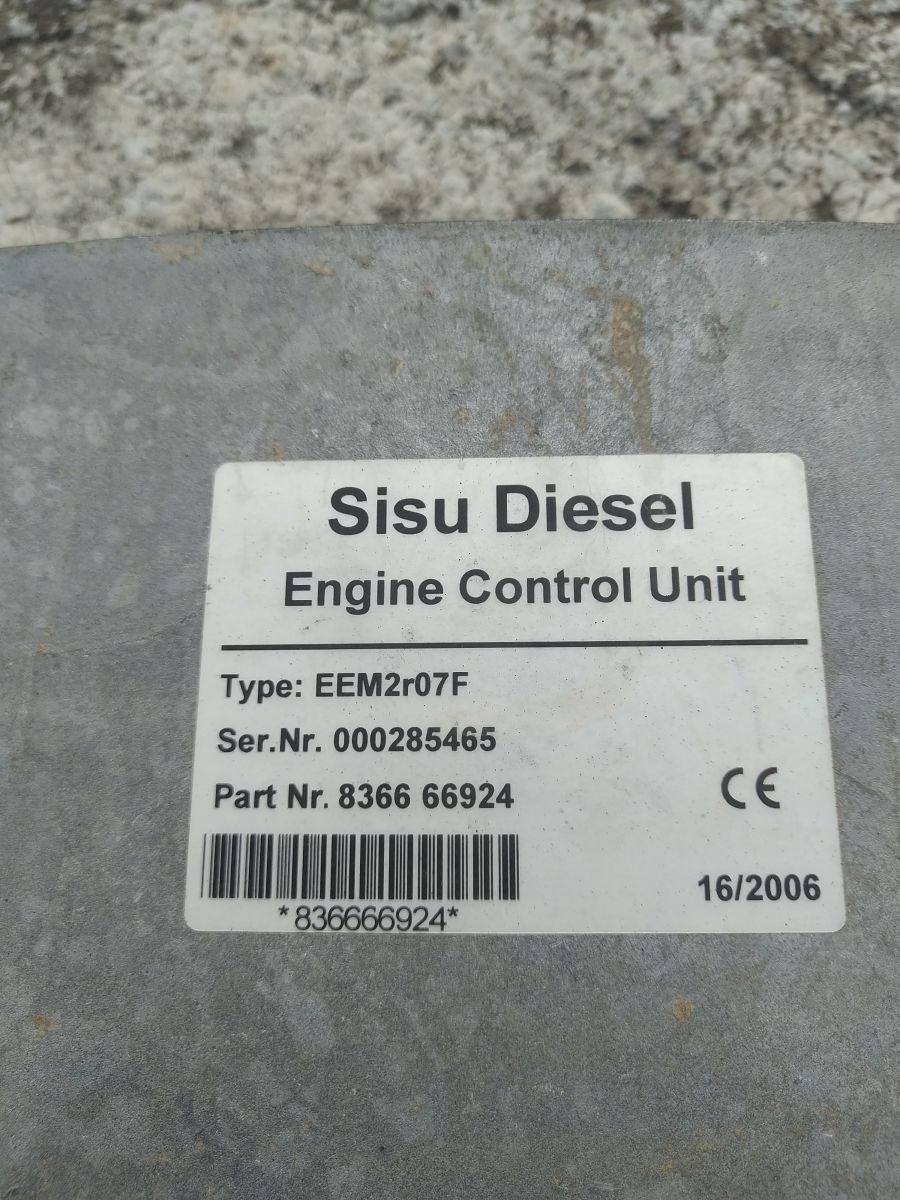 Sisu Diesel
Engine Control Unit
Type: EEM2r07F
Ser.Nr. 000285465
Part Nr. 8366 66924
CE
*836666924*
16/2006